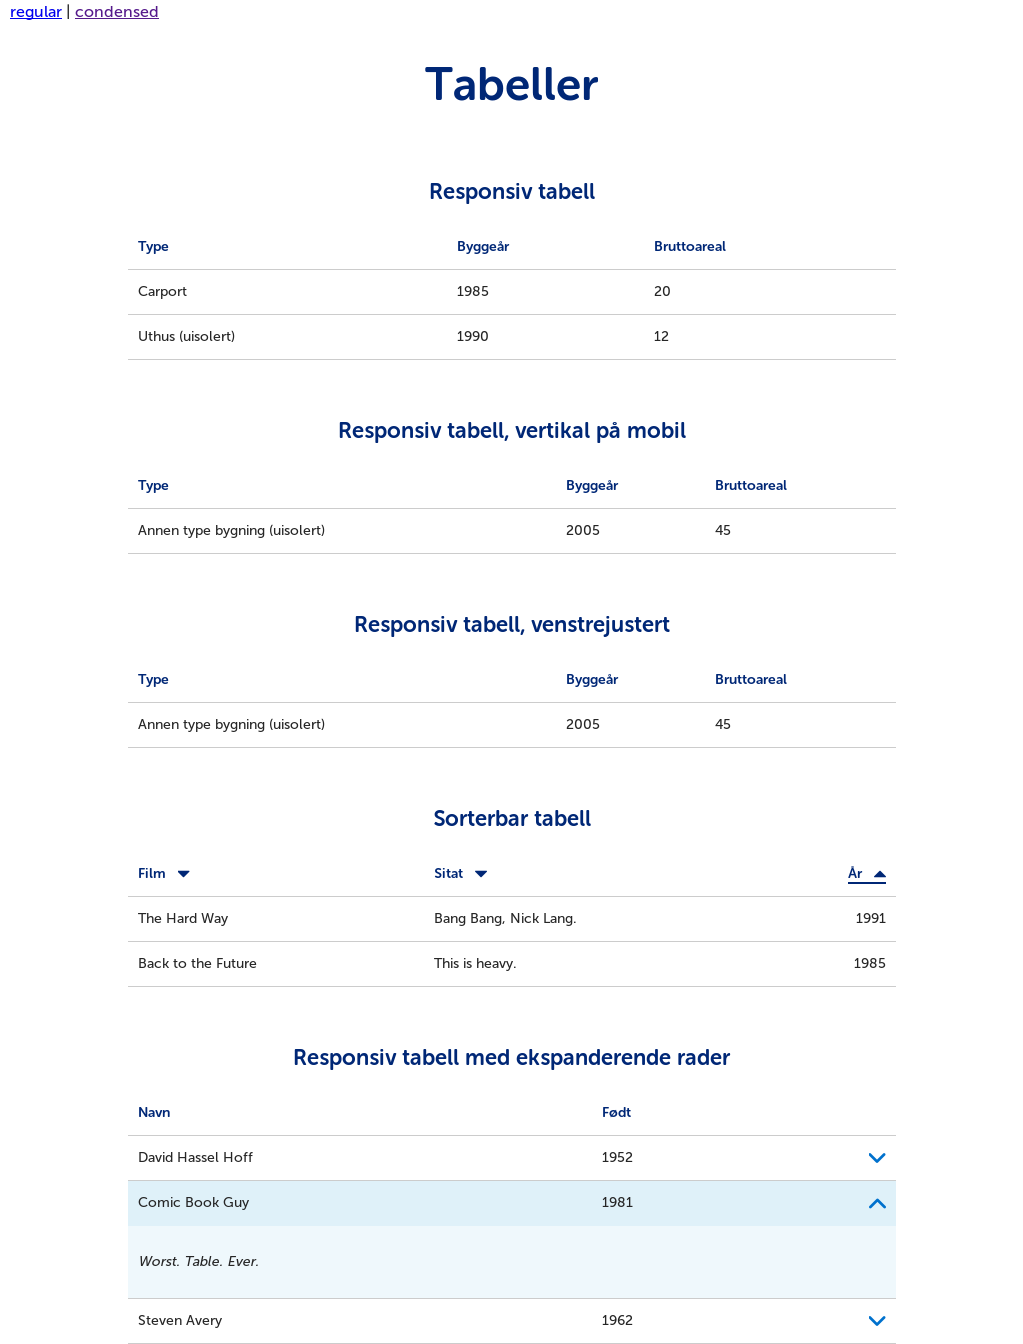 regular | condensed
Tabeller
Responsiv tabell
Type Byggeår Bruttoareal
Carport 1985 20
Uthus (uisolert) 1990 12
Responsiv tabell, vertikal på mobil
Type Byggeår Bruttoareal
Annen type bygning (uisolert) 2005 45
Responsiv tabell, venstrejustert
Type Byggeår Bruttoareal
Annen type bygning (uisolert) 2005 45
Sorterbar tabell
Film Sitat År
The Hard Way Bang Bang, Nick Lang. 1991
Back to the Future This is heavy. 1985
Responsiv tabell med ekspanderende rader
Navn Født
David Hassel Hoff 1952
Comic Book Guy 1981
Worst. Table. Ever.
Steven Avery 1962